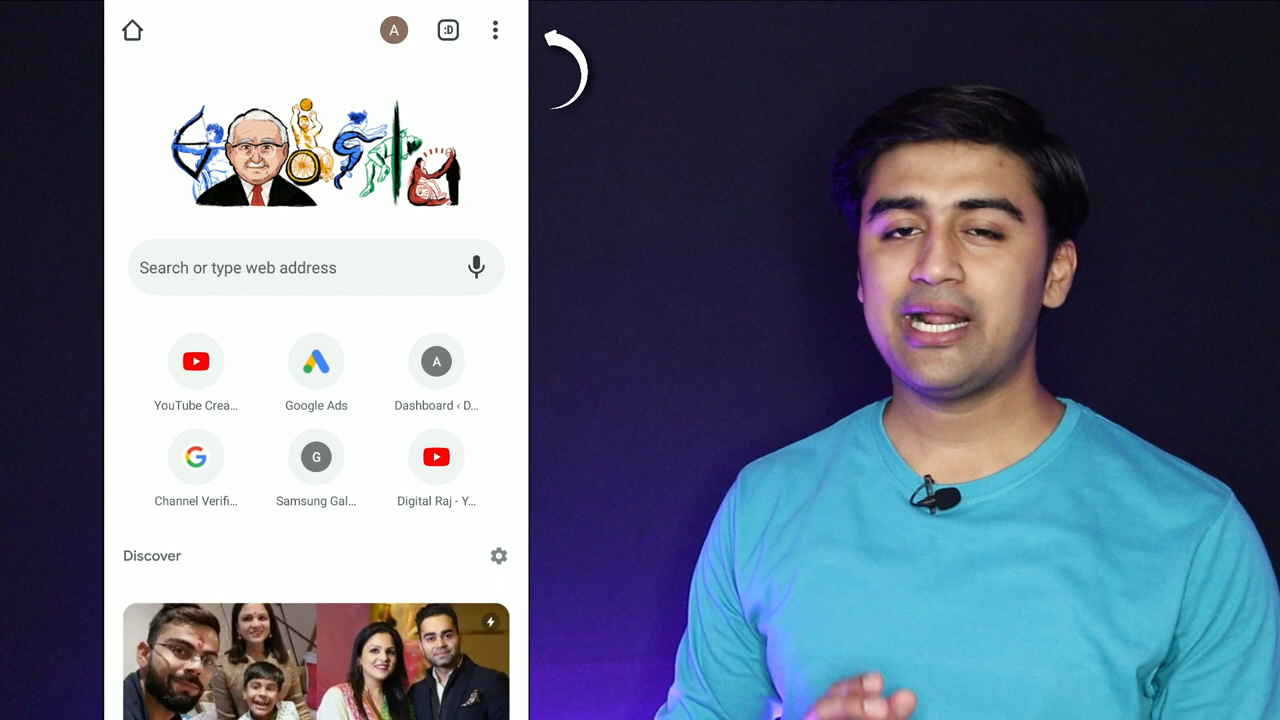 A :D
Search or type web address
YouTube Crea... Google Ads A Dashboard ‹ D...
G Channel Verifi... G Samsung Gal... Digital Raj - Y...
Discover